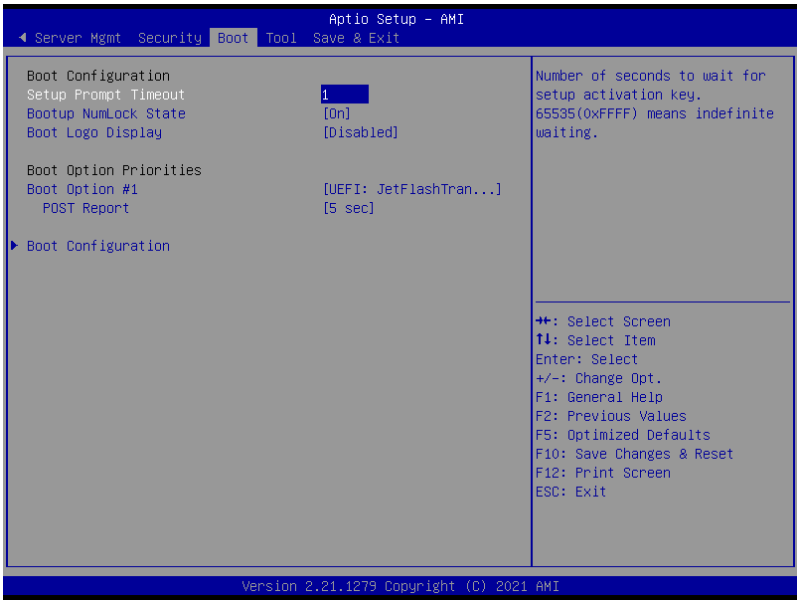 Aptio Setup – AMI
Server Mgmt Security Boot Tool Save & Exit
Boot Configuration
Setup Prompt Timeout 1
Bootup NumLock State [On]
Boot Logo Display [Disabled]
Boot Option Priorities
Boot Option #1 [UEFI: JetFlashTran...]
POST Report [5 sec]
Boot Configuration
Number of seconds to wait for
setup activation key.
65535(0xFFFF) means indefinite
waiting.
→←: Select Screen
↑↓: Select Item
Enter: Select
+/-: Change Opt.
F1: General Help
F2: Previous Values
F5: Optimized Defaults
F10: Save Changes & Reset
F12: Print Screen
ESC: Exit
Version 2.21.1279 Copyright (C) 2021 AMI